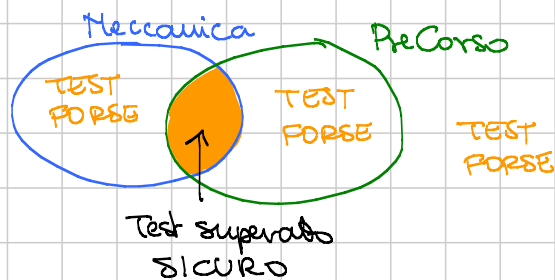 Meccanica
PreCorso
TEST
FORSE
TEST
FORSE
TEST
FORSE
Test superato
SICURO